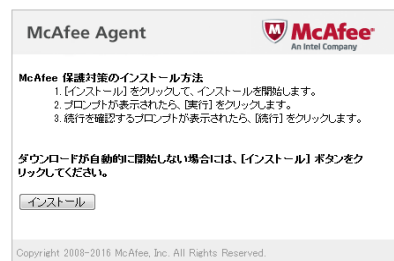 McAfee Agent
McAfee®
An Intel Company
McAfee 保護対策のインストール方法
1. [インストール] をクリックして、インストールを開始します。
2. プロンプトが表示されたら、[実行] をクリックします。
3. 続行を確認するプロンプトが表示されたら、[続行] をクリックします。
ダウンロードが自動的に開始しない場合には、[インストール] ボタンをク
リックしてください。
インストール
Copyright 2008-2016 McAfee, Inc. All Rights Reserved.